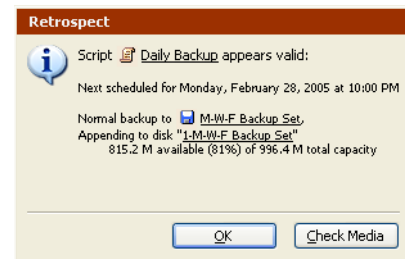 Retrospect
Script Daily Backup appears valid:
Next scheduled for Monday, February 28, 2005 at 10:00 PM
Normal backup to M-W-F Backup Set,
Appending to disk "1-M-W-F Backup Set"
815.2 M available (81%) of 996.4 M total capacity
OK
Check Media